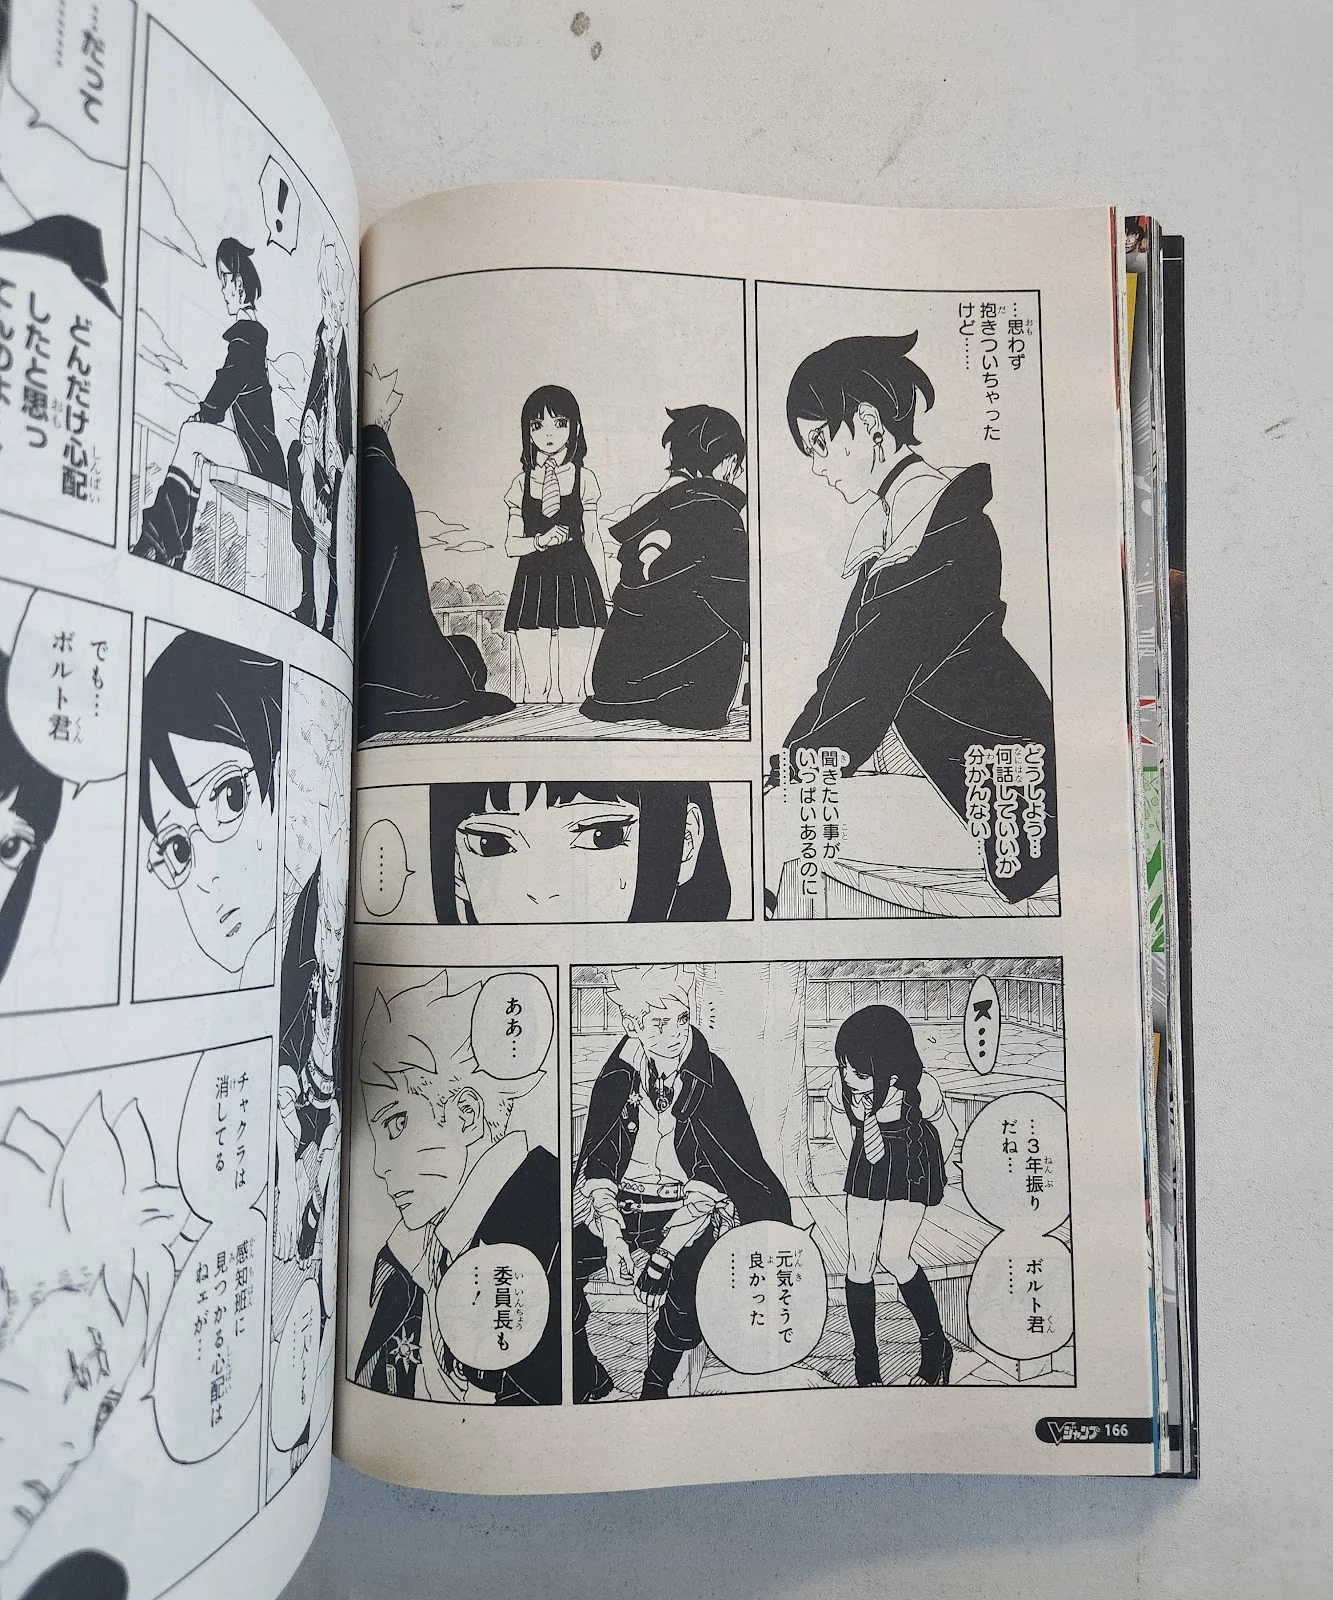 …思わず
抱きついちゃった
けど……
どうしよう…
何話していいか
分かんない…
聞きたい事が
いっぱいあるのに
………
……
ス…
…３年振り
だね…
ボルト君
……
元気そうで
良かった
……
ああ…
委員長も
…！
Vジャンプ 166
！
……だって
………
どんだけ心配
したと思っ
てんのよ
でも…
ボルト君
二人とも
……
チャクラは
消してる
感知班に
見つかる心配は
ねェが…